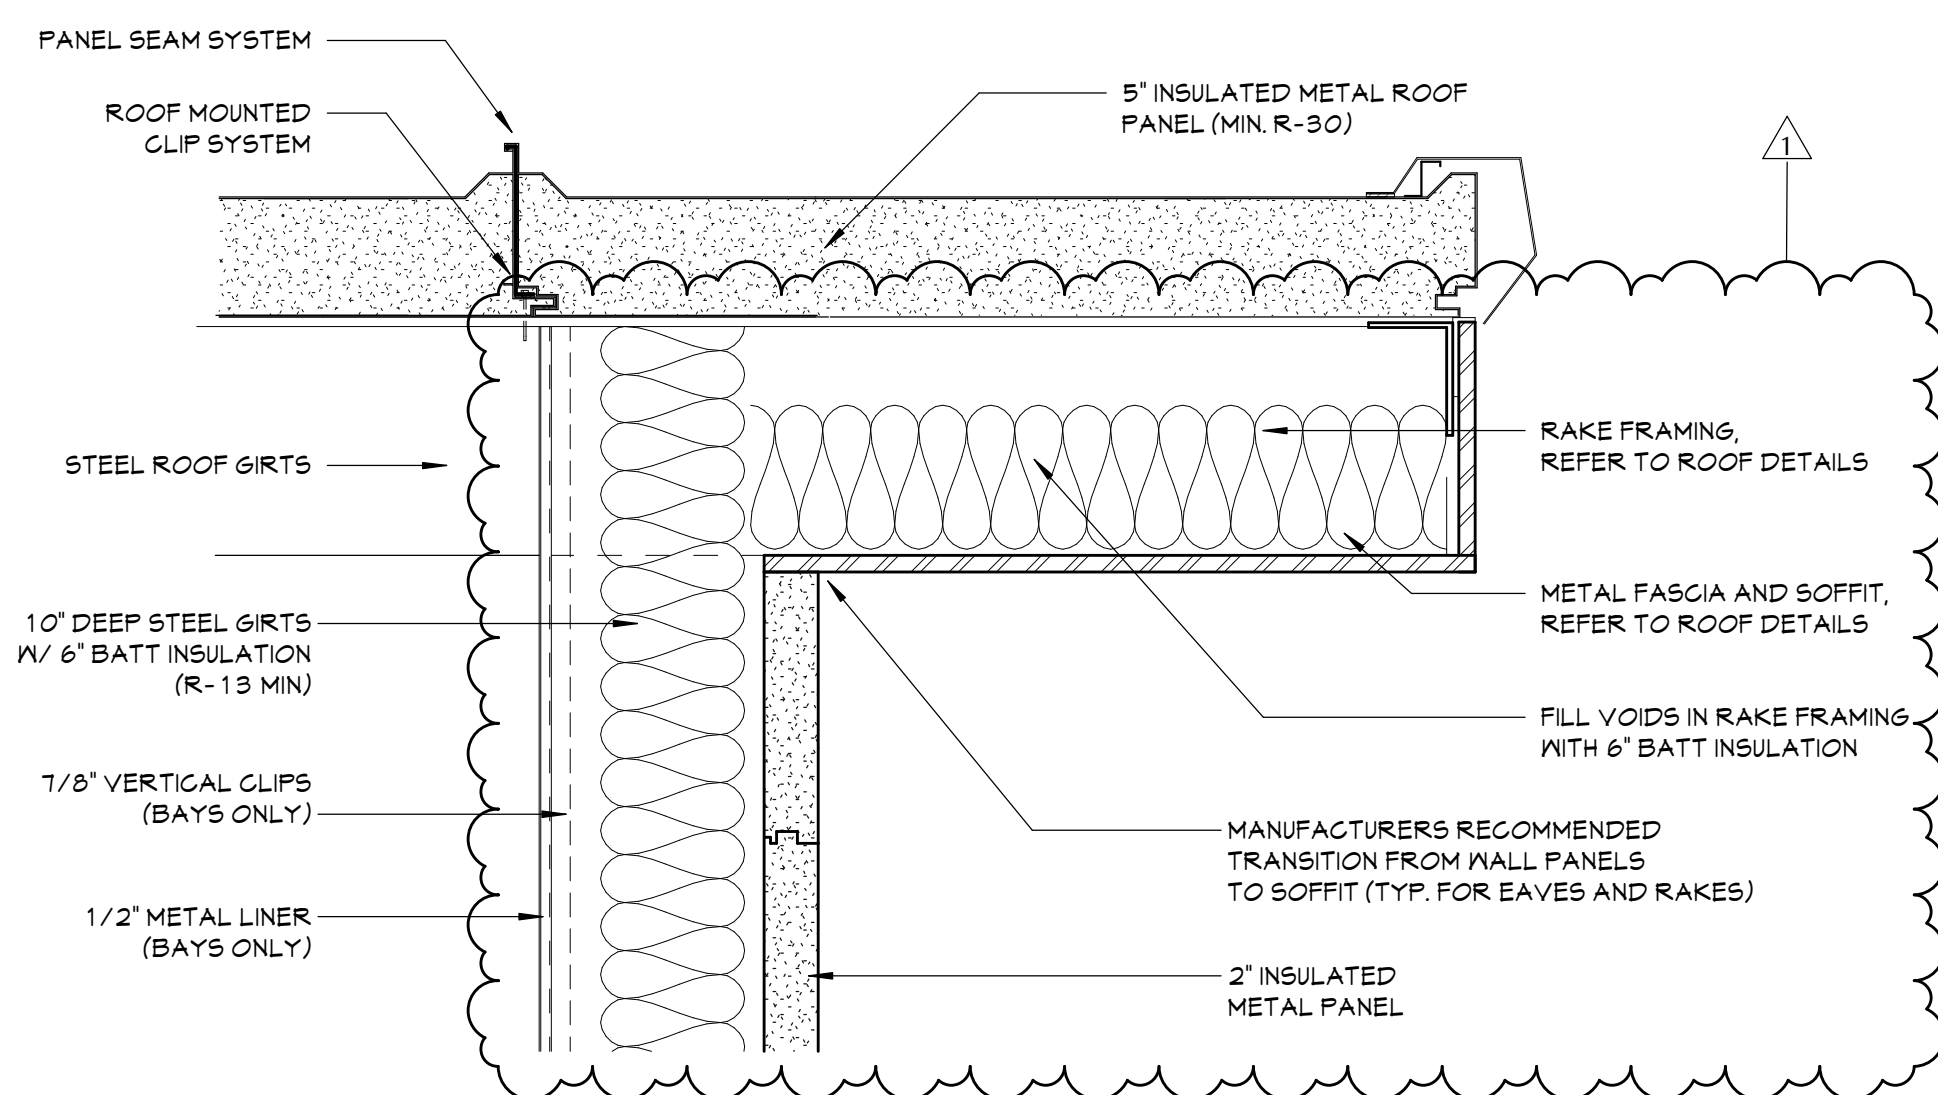 PANEL SEAM SYSTEM
ROOF MOUNTED
CLIP SYSTEM
5" INSULATED METAL ROOF
PANEL (MIN. R-30)
1
STEEL ROOF GIRTS
RAKE FRAMING,
REFER TO ROOF DETAILS
10" DEEP STEEL GIRTS
W/ 6" BATT INSULATION
(R-13 MIN)
METAL FASCIA AND SOFFIT,
REFER TO ROOF DETAILS
FILL VOIDS IN RAKE FRAMING
WITH 6" BATT INSULATION
7/8" VERTICAL CLIPS
(BAYS ONLY)
MANUFACTURERS RECOMMENDED
TRANSITION FROM WALL PANELS
TO SOFFIT (TYP. FOR EAVES AND RAKES)
1/2" METAL LINER
(BAYS ONLY)
2" INSULATED
METAL PANEL